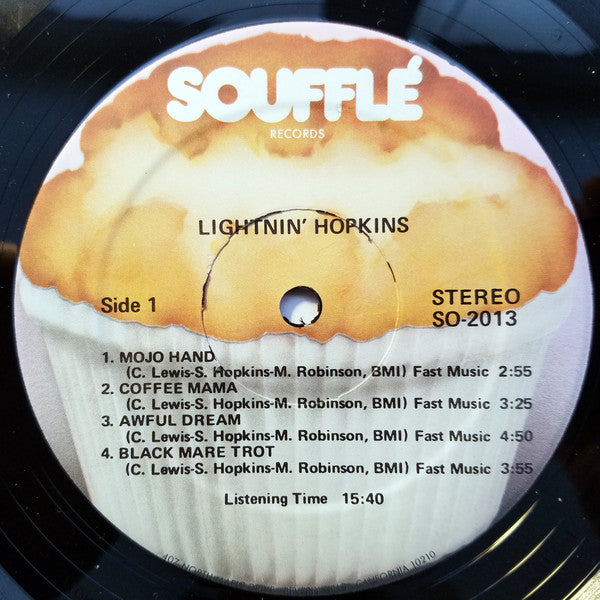 SOUFFLÉ
RECORDS
LIGHTNIN' HOPKINS
Side 1
STEREO
SO-2013
1. MOJO HAND
(C. Lewis-S. Hopkins-M. Robinson, BMI) Fast Music 2:55
2. COFFEE MAMA
(C. Lewis-S. Hopkins-M. Robinson, BMI) Fast Music 3:25
3. AWFUL DREAM
(C. Lewis-S. Hopkins-M. Robinson, BMI) Fast Music 4:50
4. BLACK MARE TROT
(C. Lewis-S. Hopkins-M. Robinson, BMI) Fast Music 3:55
Listening Time 15:40
CALIFORNIA 10210